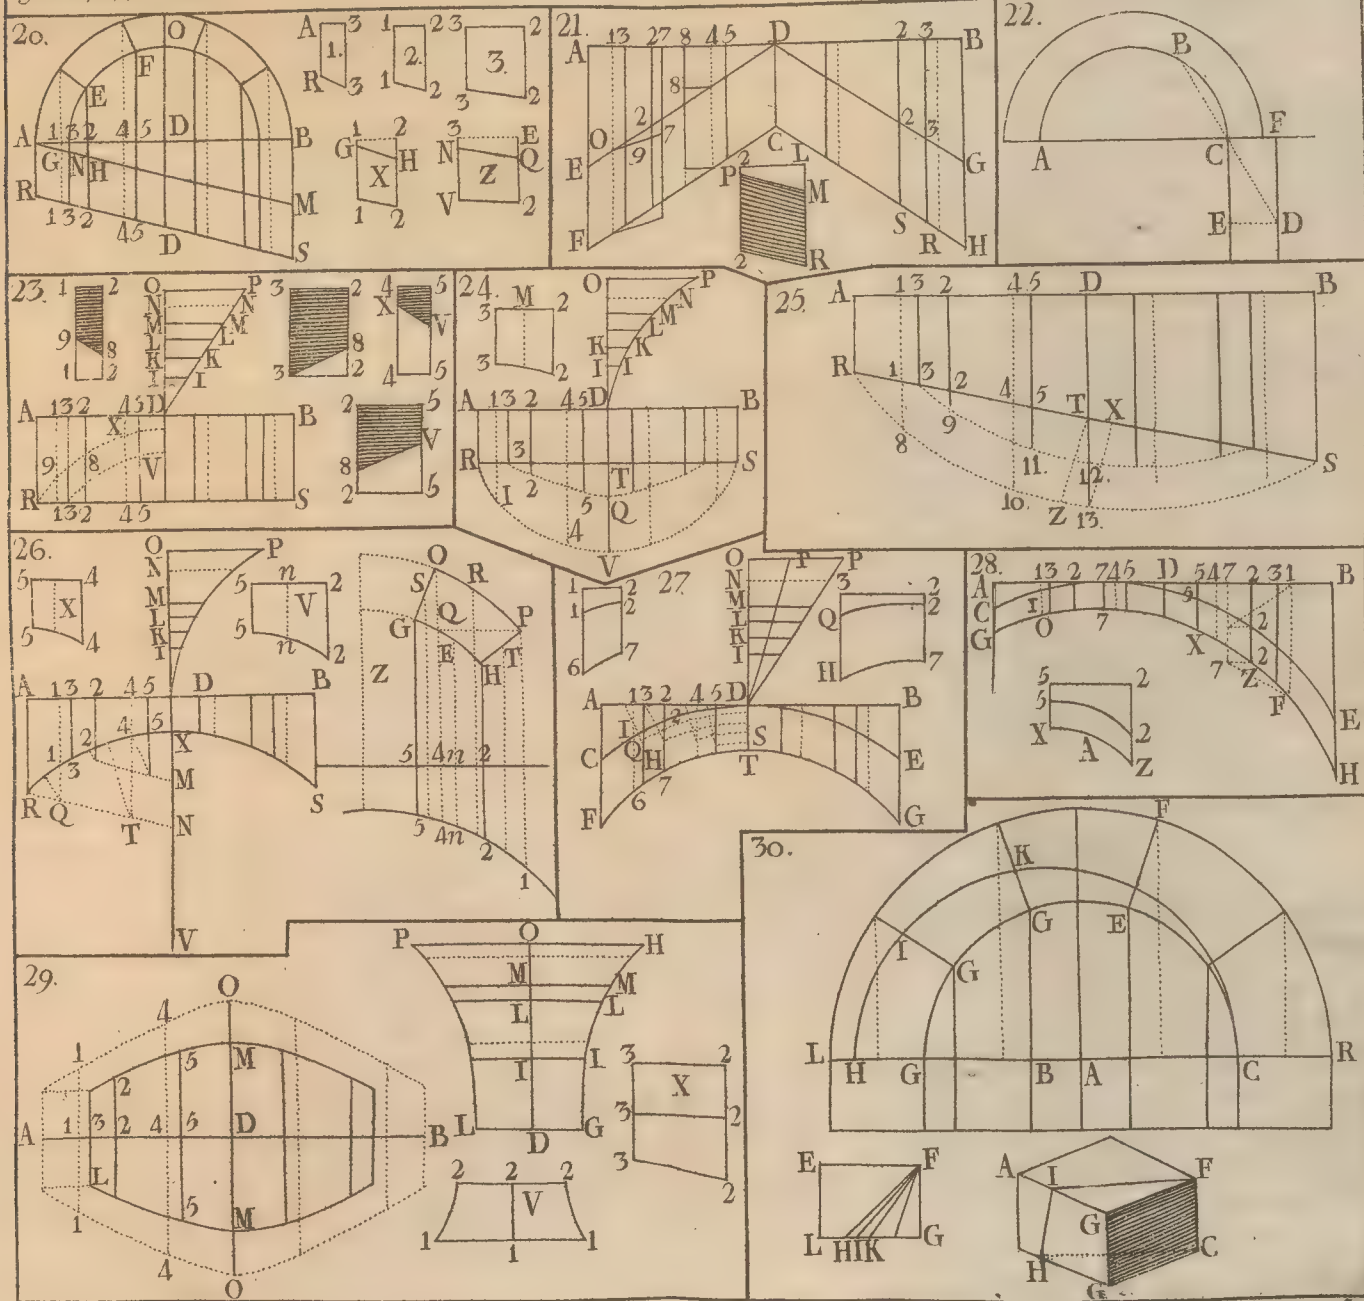 20.
O
F
E
A 1 3 2 4 5 D B
G N H
R M
1 3 2 4 5 D S
A 3
1.
R 3
1 2
2.
1 2
3 2
3.
3 2
1 2
G H
X
1 2
3 E
N Q
Z
V 2
21.
A 13 27 8 4 5 D 2 3 B
8
2 7 2 3
O 9 C L
E P 2 M G
S
F 2 R R H
22.
B
A C F
E D
23.
1 2
9 8
1 2
O P
N N
M M
L L
K K
I I
3 2
8
3 2
4 5
X V
4 5
A 1 3 2 4 5 D B
X
9 8 V
R 1 3 2 4 5 S
2 5
V
8
2 5
24.
M
3 2
3 2
O P
N
M
L
K K
I I
A 1 3 2 4 5 D B
R 3 T S
I 2 5 Q
4
V
25.
A 1 3 2 4 5 D B
R 1 3 2 4 5 T X
8 9 11. 12. S
10. Z 13.
26.
5 4
X
5 4
O P
N
M
L
K
I
n 2
5 V
5 n 2
A 1 3 2 4 5 D B
4 5
1 3 2 X
M
R Q T N S
V
O R
S
G Q P
Z E H T
5 4 n 2
5 4 n 2 1
27.
1 2
1 2
6 7
O P P
N
M
L
K
I
3 2
Q 2
H 7
A 1 3 2 4 5 D B
I 2 S
C Q H T E
F 6 7 G
28.
A 1 3 2 7 4 5 D 5 4 7 2 3 1 B
C I 5
G O 7 X 2
7 Z 2
F E
H
5 2
5
X 2
A Z
29.
O
4
1 5 M
2
A 1 3 2 4 5 D B
L
5 M
1
4
O
P O H
M M
L L
I I
L D G
2 2 2
V
1 1 1
3 2
X
3 2
3 2
30.
F
K
G E
I G
L H G B A C R
E F
L H I K G
A I F
G
H C
G